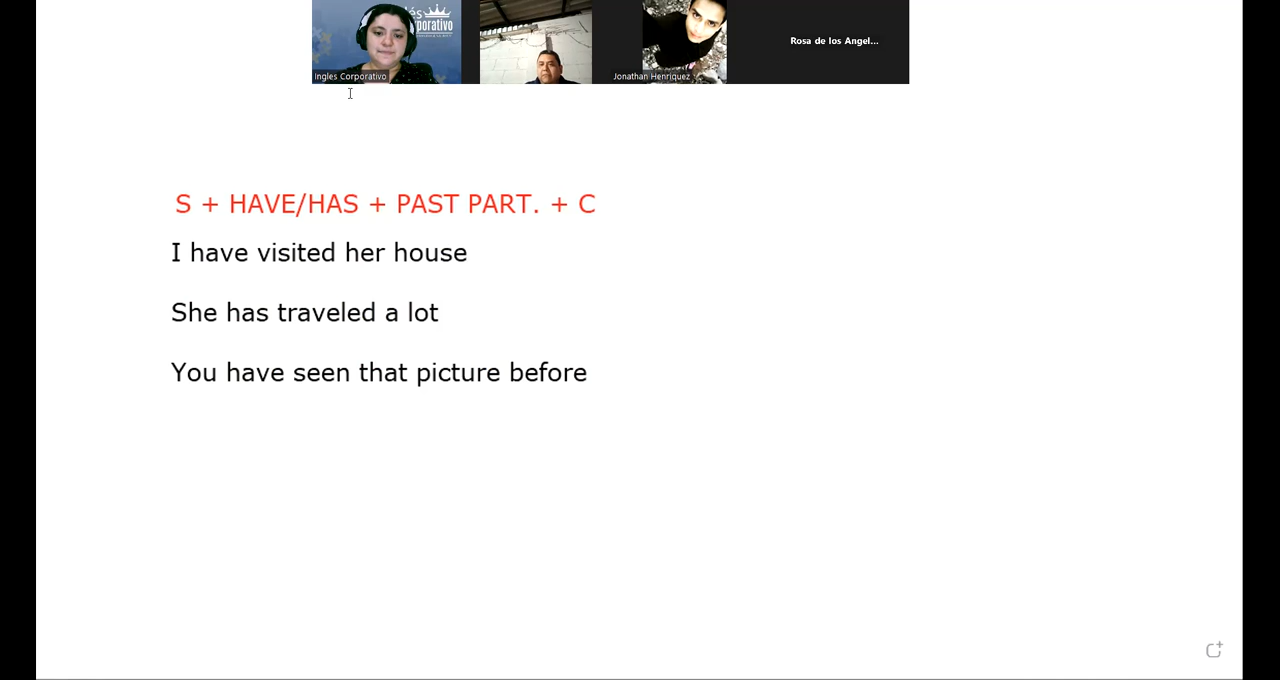 Ingles Corporativo
Jonathan Henriquez
Rosa de los Angel...
S + HAVE/HAS + PAST PART. + C
I have visited her house
She has traveled a lot
You have seen that picture before